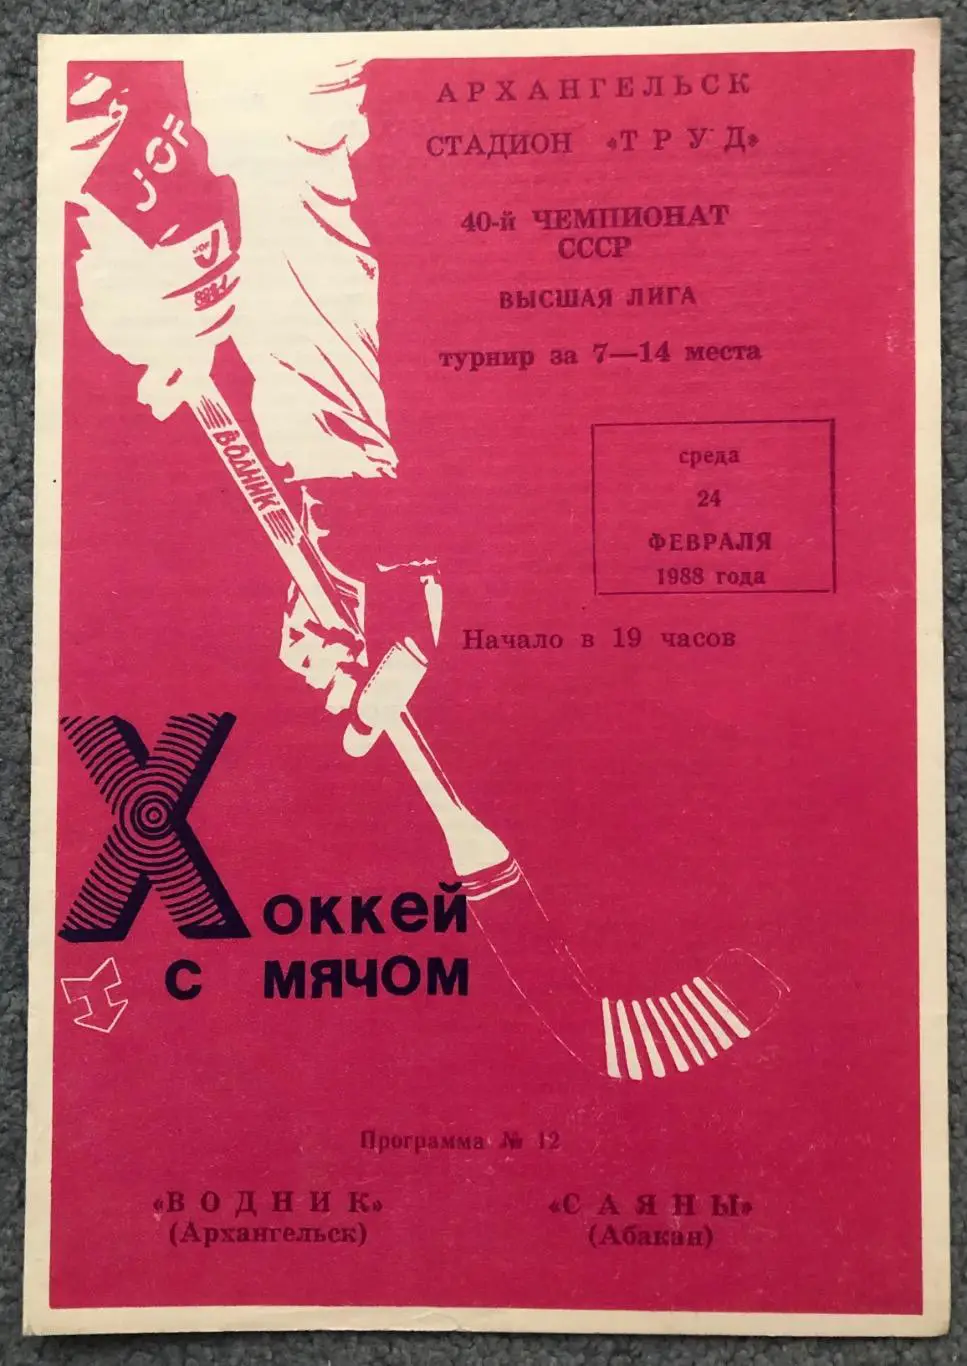 АРХАНГЕЛЬСК
СТАДИОН «ТРУД»
40-й ЧЕМПИОНАТ
СССР
ВЫСШАЯ ЛИГА
турнир за 7—14 места
среда
24
ФЕВРАЛЯ
1988 года
Начало в 19 часов
JOF
ВОДНИК
Хоккей
с мячом
Программа № 12
«ВОДНИК»
(Архангельск)
«САЯНЫ»
(Абакан)